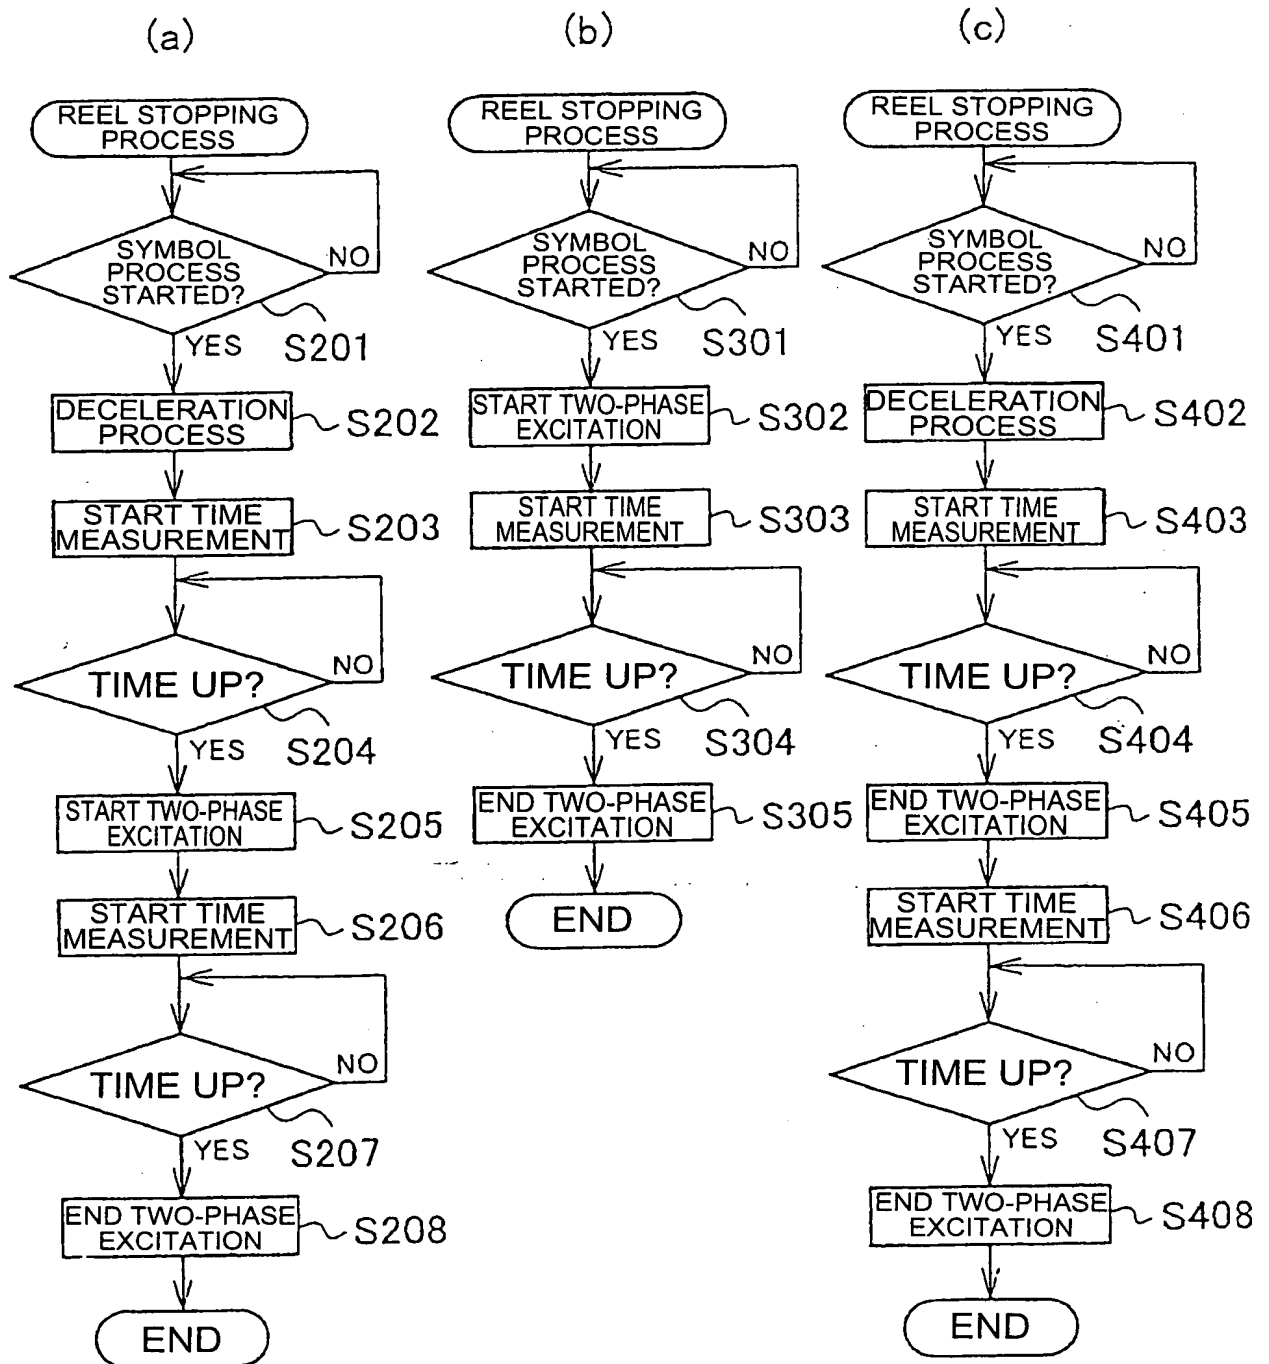 (a)
REEL STOPPING
PROCESS
SYMBOL
PROCESS
STARTED?
NO
S201
YES
DECELERATION
PROCESS
S202
START TIME
MEASUREMENT
S203
TIME UP?
NO
S204
YES
START TWO-PHASE
EXCITATION
S205
START TIME
MEASUREMENT
S206
TIME UP?
NO
S207
YES
END TWO-PHASE
EXCITATION
S208
END
(b)
REEL STOPPING
PROCESS
SYMBOL
PROCESS
STARTED?
NO
S301
YES
START TWO-PHASE
EXCITATION
S302
START TIME
MEASUREMENT
S303
TIME UP?
NO
S304
YES
END TWO-PHASE
EXCITATION
S305
END
(c)
REEL STOPPING
PROCESS
SYMBOL
PROCESS
STARTED?
NO
S401
YES
DECELERATION
PROCESS
S402
START TIME
MEASUREMENT
S403
TIME UP?
NO
S404
YES
END TWO-PHASE
EXCITATION
S405
START TIME
MEASUREMENT
S406
TIME UP?
NO
S407
YES
END TWO-PHASE
EXCITATION
S408
END